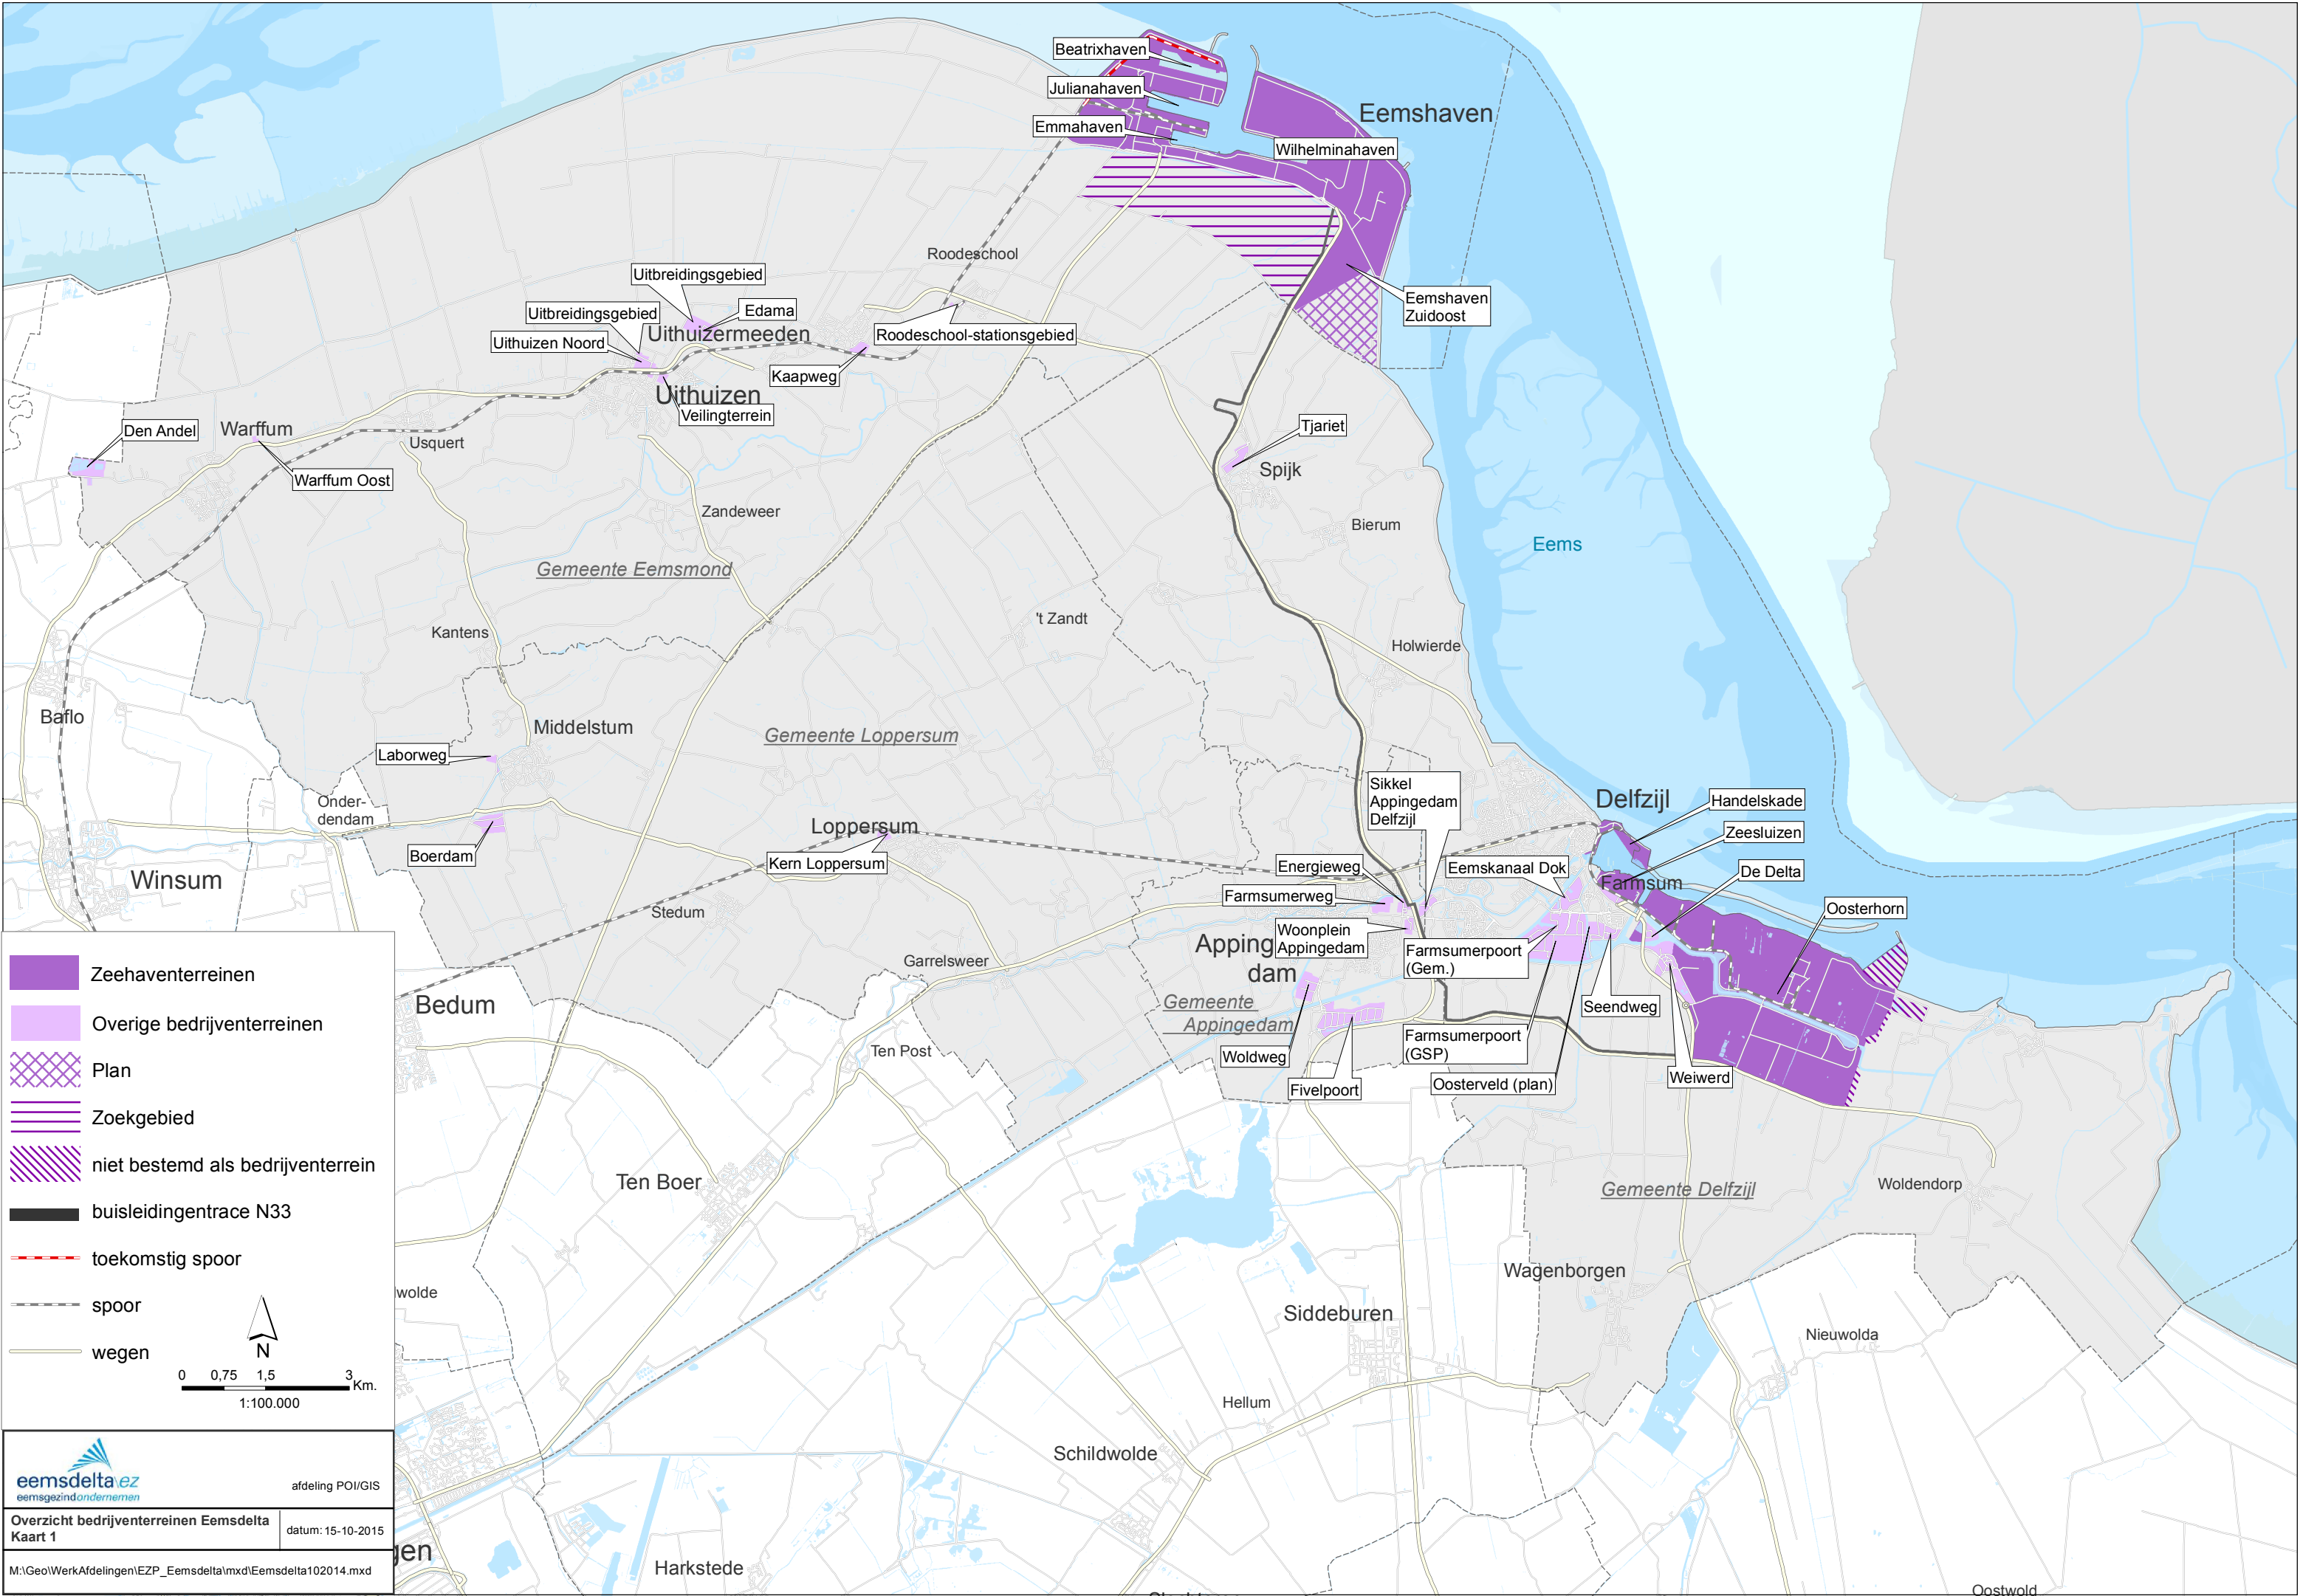 Beatrixhaven
Julianahaven
Emmahaven
Eemshaven
Wilhelminahaven
Roodeschool
Uitbreidingsgebied
Edama
Uitbreidingsgebied
Uithuizermeeden
Uithuizen Noord
Roodeschool-stationsgebied
Eemshaven
Zuidoost
Kaapweg
Uithuizen
Veilingterrein
Den Andel
Warffum
Usquert
Warffum Oost
Tjariet
Spijk
Zandeweer
Bierum
Eems
Gemeente Eemsmond
't Zandt
Kantens
Holwierde
Baflo
Middelstum
Gemeente Loppersum
Laborweg
Onder-
dendam
Boerdam
Loppersum
Kern Loppersum
Sikkel
Appingedam
Delfzijl
Delfzijl
Handelskade
Zeesluizen
De Delta
Energieweg
Eemskanaal Dok
Farmsum
Farmsumerweg
Oosterhorn
Winsum
Stedum
Woonplein
Appingedam
Apping
dam
Farmsumerpoort
(Gem.)
Garrelsweer
Gemeente
Appingedam
Seendweg
Bedum
Ten Post
Woldweg
Farmsumerpoort
(GSP)
Fivelpoort
Oosterveld (plan)
Weiwerd
Ten Boer
Gemeente Delfzijl
Woldendorp
Wagenborgen
Siddeburen
Nieuwolda
Hellum
Schildwolde
Harkstede
Oostwold
lwolde
gen
Zeehaventerreinen
Overige bedrijventerreinen
Plan
Zoekgebied
niet bestemd als bedrijventerrein
buisleidingentrace N33
toekomstig spoor
spoor
wegen
N
0 0,75 1,5 3 Km.
1:100.000
eemsdelta\ez
eemsgezindondernemen
afdeling POI/GIS
Overzicht bedrijventerreinen Eemsdelta
Kaart 1
datum: 15-10-2015
M:\Geo\WerkAfdelingen\EZP_Eemsdelta\mxd\Eemsdelta102014.mxd